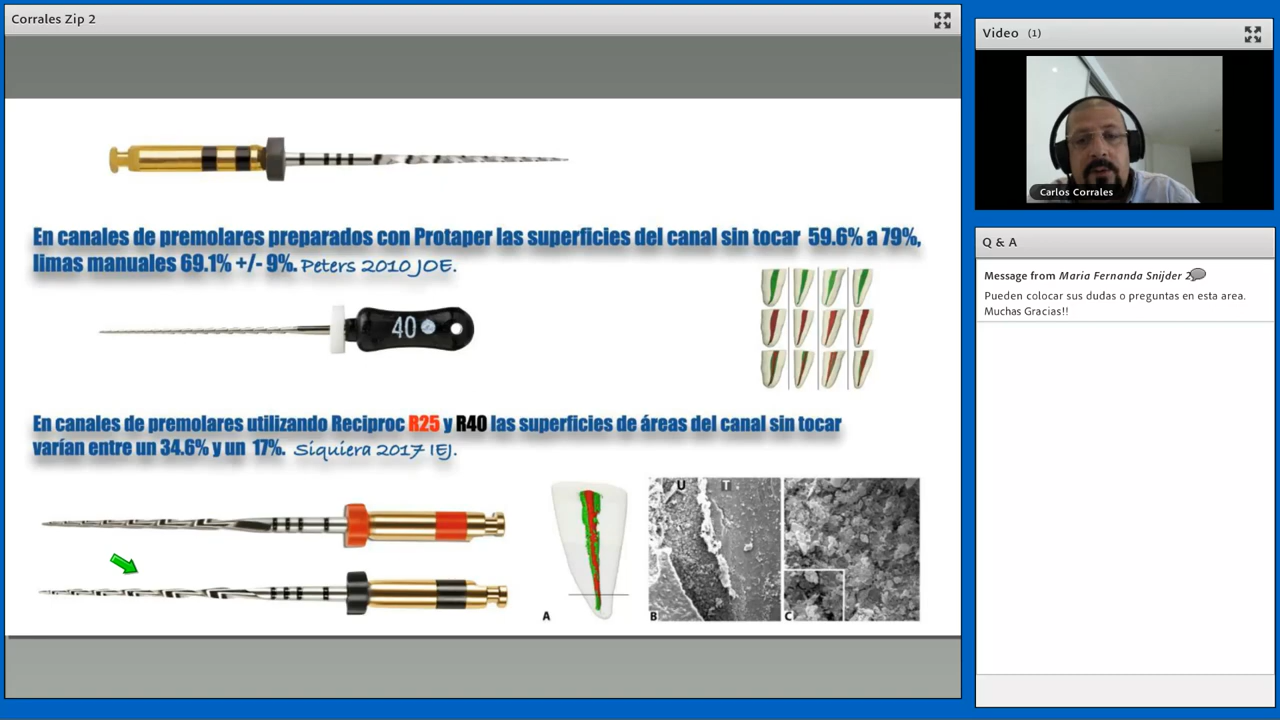 Corrales Zip 2
En canales de premolares preparados con Protaper las superficies del canal sin tocar 59.6% a 79%,
limas manuales 69.1% +/- 9%. Peters 2010 JOE.
40
En canales de premolares utilizando Reciproc R25 y R40 las superficies de áreas del canal sin tocar
varían entre un 34.6% y un 17%. Siquiera 2017 IEJ.
U T
A B C
Video (1)
Carlos Corrales
Q & A
Message from Maria Fernanda Snijder 2
Pueden colocar sus dudas o preguntas en esta area.
Muchas Gracias!!